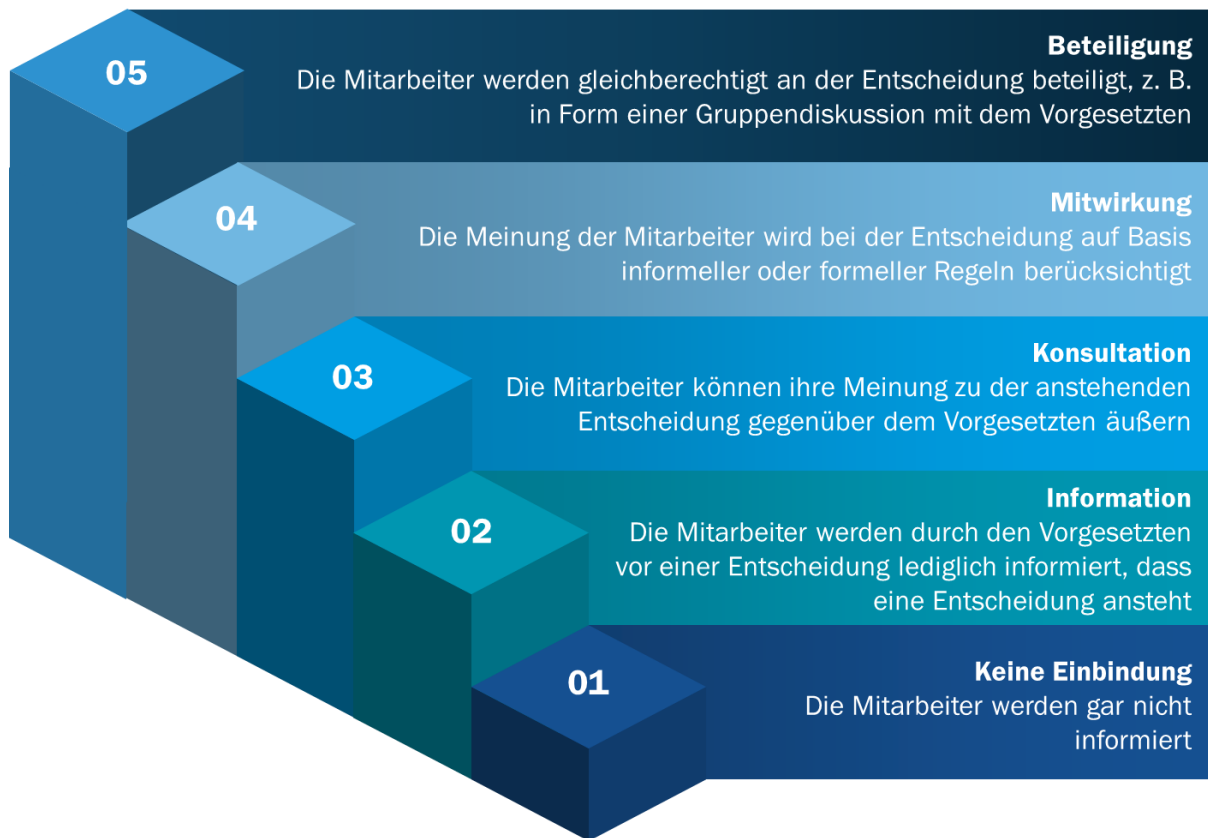 05
Beteiligung
Die Mitarbeiter werden gleichberechtigt an der Entscheidung beteiligt, z. B.
in Form einer Gruppendiskussion mit dem Vorgesetzten
04
Mitwirkung
Die Meinung der Mitarbeiter wird bei der Entscheidung auf Basis
informeller oder formeller Regeln berücksichtigt
03
Konsultation
Die Mitarbeiter können ihre Meinung zu der anstehenden
Entscheidung gegenüber dem Vorgesetzten äußern
02
Information
Die Mitarbeiter werden durch den Vorgesetzten
vor einer Entscheidung lediglich informiert, dass
eine Entscheidung ansteht
01
Keine Einbindung
Die Mitarbeiter werden gar nicht
informiert